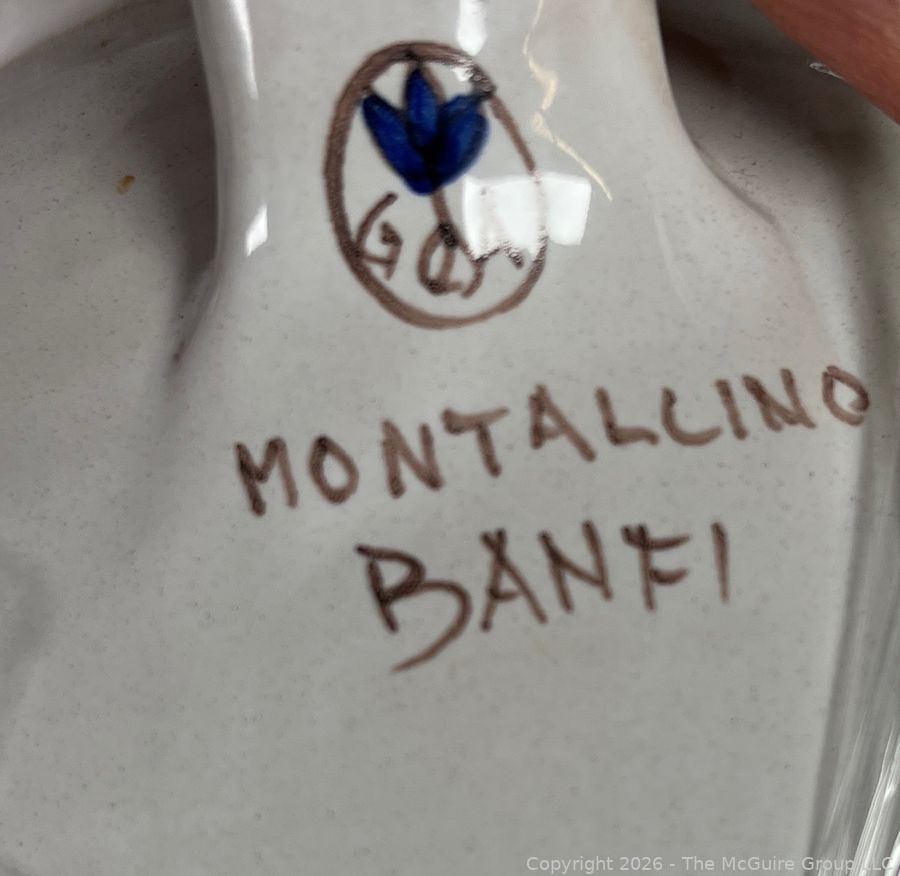 MONTALCINO
BANFI
Copyright 2026 - The McGuire Group LLC